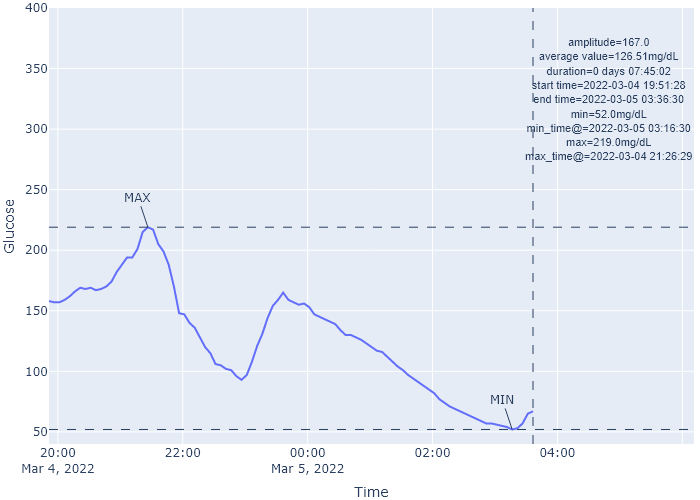 400
350
300
250
200
150
100
50
Glucose
amplitude=167.0
average value=126.51mg/dL
duration=0 days 07:45:02
start time=2022-03-04 19:51:28
end time=2022-03-05 03:36:30
min=52.0mg/dL
min_time@=2022-03-05 03:16:30
max=219.0mg/dL
max_time@=2022-03-04 21:26:29
MAX
MIN
20:00
22:00
00:00
02:00
04:00
Mar 4, 2022
Mar 5, 2022
Time